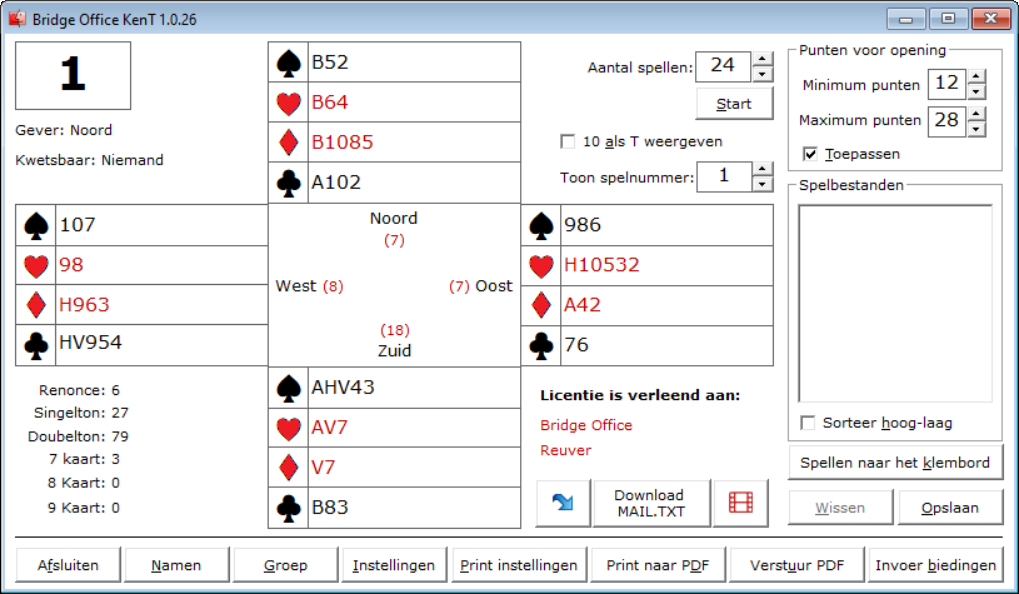 Bridge Office KenT 1.0.26
1
Gever: Noord
Kwetsbaar: Niemand
B52
B64
B1085
A102
Aantal spellen: 24
Start
10 als T weergeven
Toon spelnummer: 1
Punten voor opening
Minimum punten 12
Maximum punten 28
Toepassen
Spelbestanden
107
98
H963
HV954
Noord
(7)
West (8)
(7) Oost
(18)
Zuid
986
H10532
A42
76
Renonce: 6
Singelton: 27
Doubelton: 79
7 kaart: 3
8 Kaart: 0
9 Kaart: 0
AHV43
AV7
V7
B83
Licentie is verleend aan:
Bridge Office
Reuver
Download
MAIL.TXT
Sorteer hoog-laag
Spellen naar het klembord
Wissen
Opslaan
Afsluiten
Namen
Groep
Instellingen
Print instellingen
Print naar PDF
Verstuur PDF
Invoer biedingen